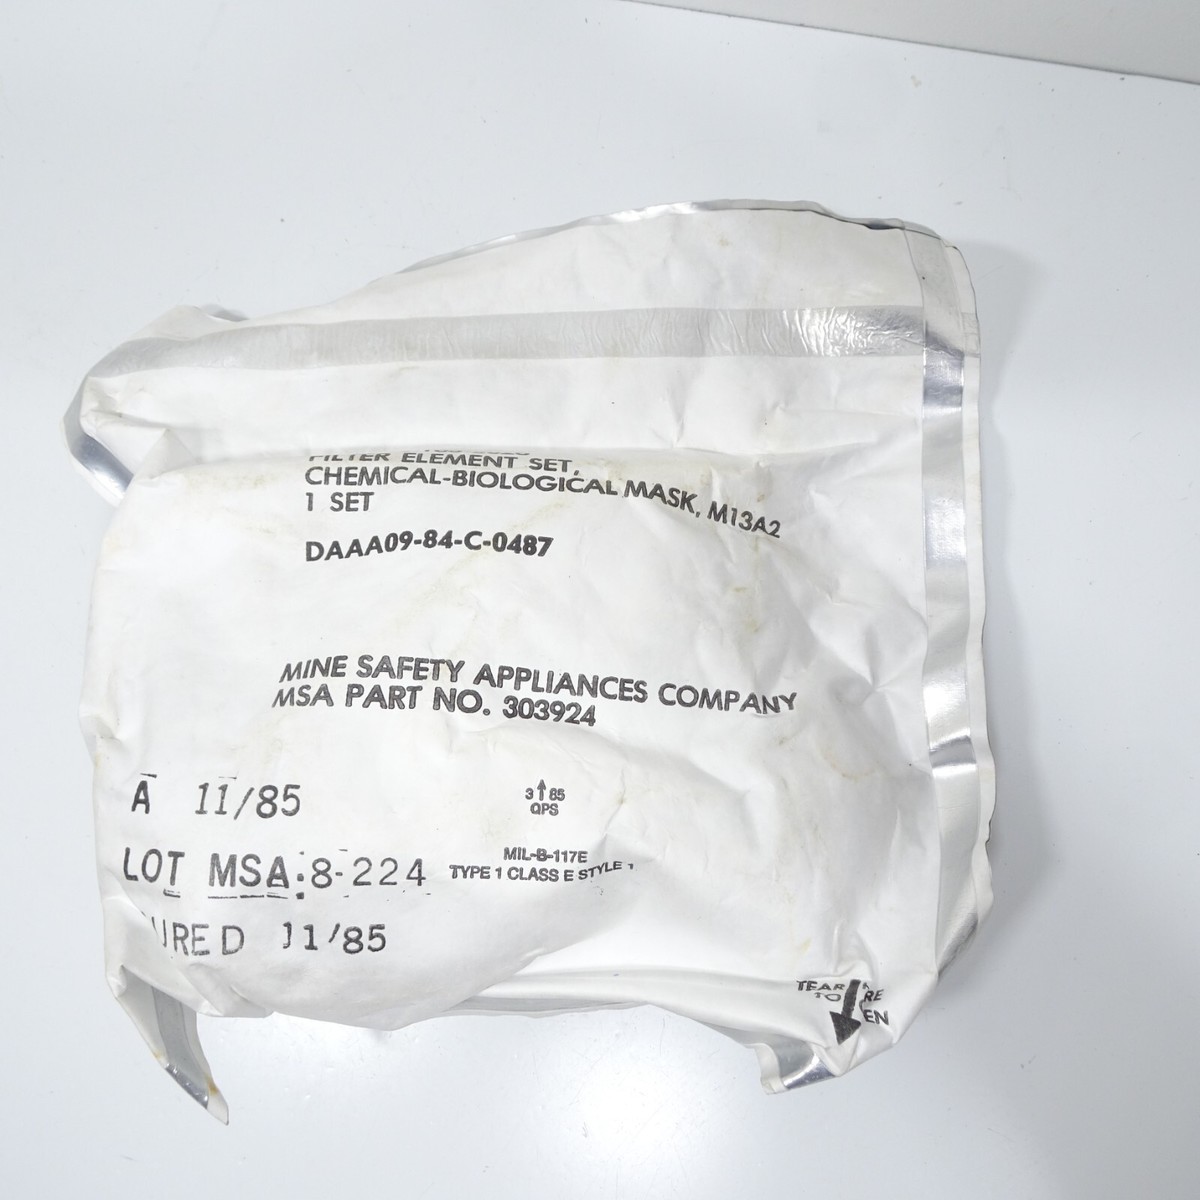 FILTER ELEMENT SET,
CHEMICAL-BIOLOGICAL MASK, M13A2
1 SET
DAAA09-84-C-0487
MINE SAFETY APPLIANCES COMPANY
MSA PART NO. 303924
A 11/85
3 ↑ 85
QPS
LOT MSA:8-224
MIL-B-117E
TYPE 1 CLASS E STYLE 1
URED 11/85
TEAR
TO